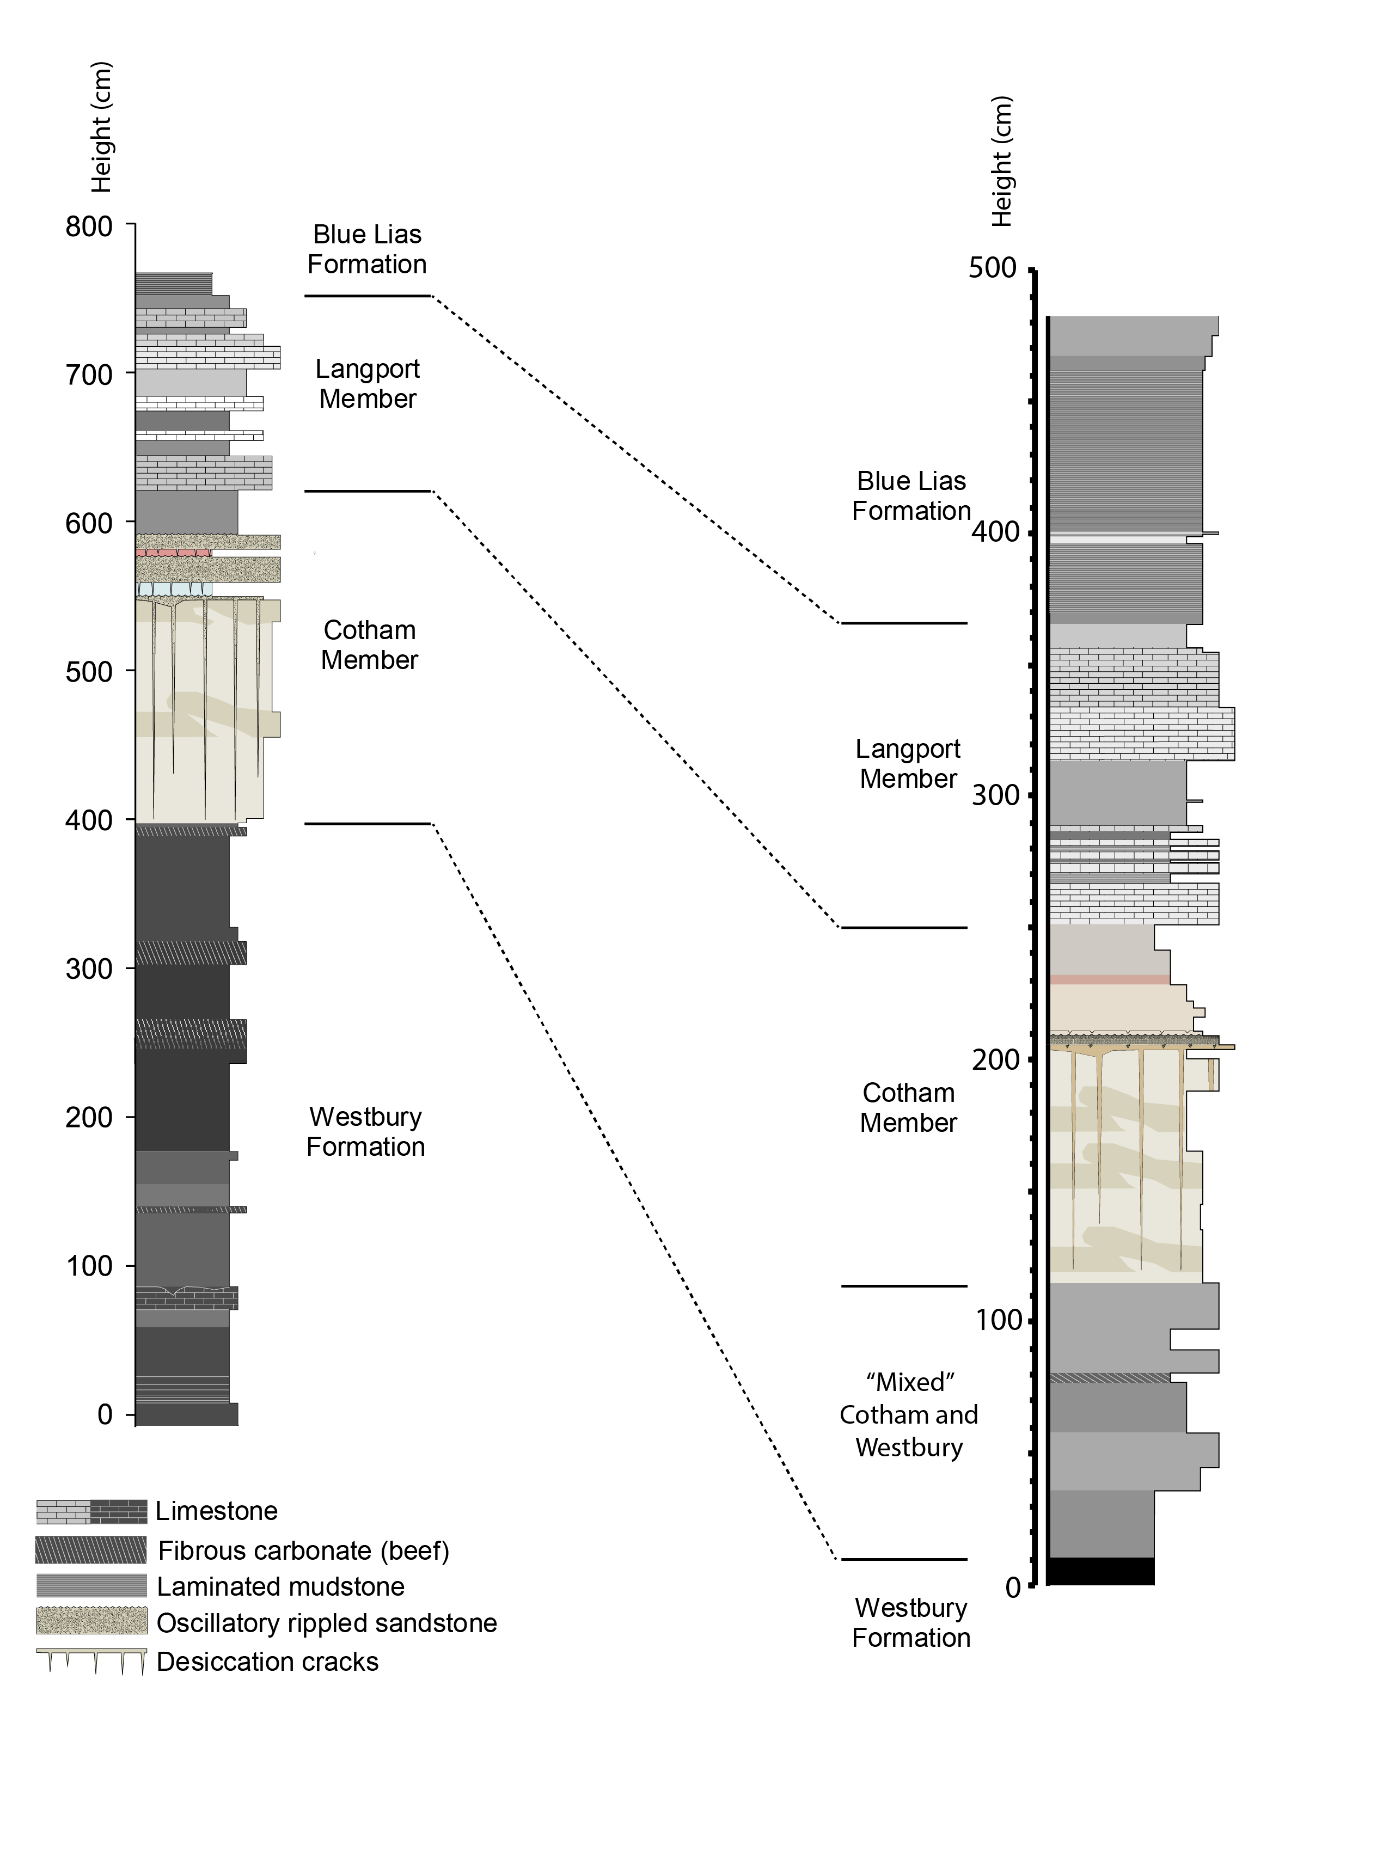 Height (cm)
800
700
600
500
400
300
200
100
0
Blue Lias
Formation
Langport
Member
Cotham
Member
Westbury
Formation
Height (cm)
500
400
300
200
100
0
Blue Lias
Formation
Langport
Member
Cotham
Member
“Mixed”
Cotham and
Westbury
Westbury
Formation
Limestone
Fibrous carbonate (beef)
Laminated mudstone
Oscillatory rippled sandstone
Desiccation cracks